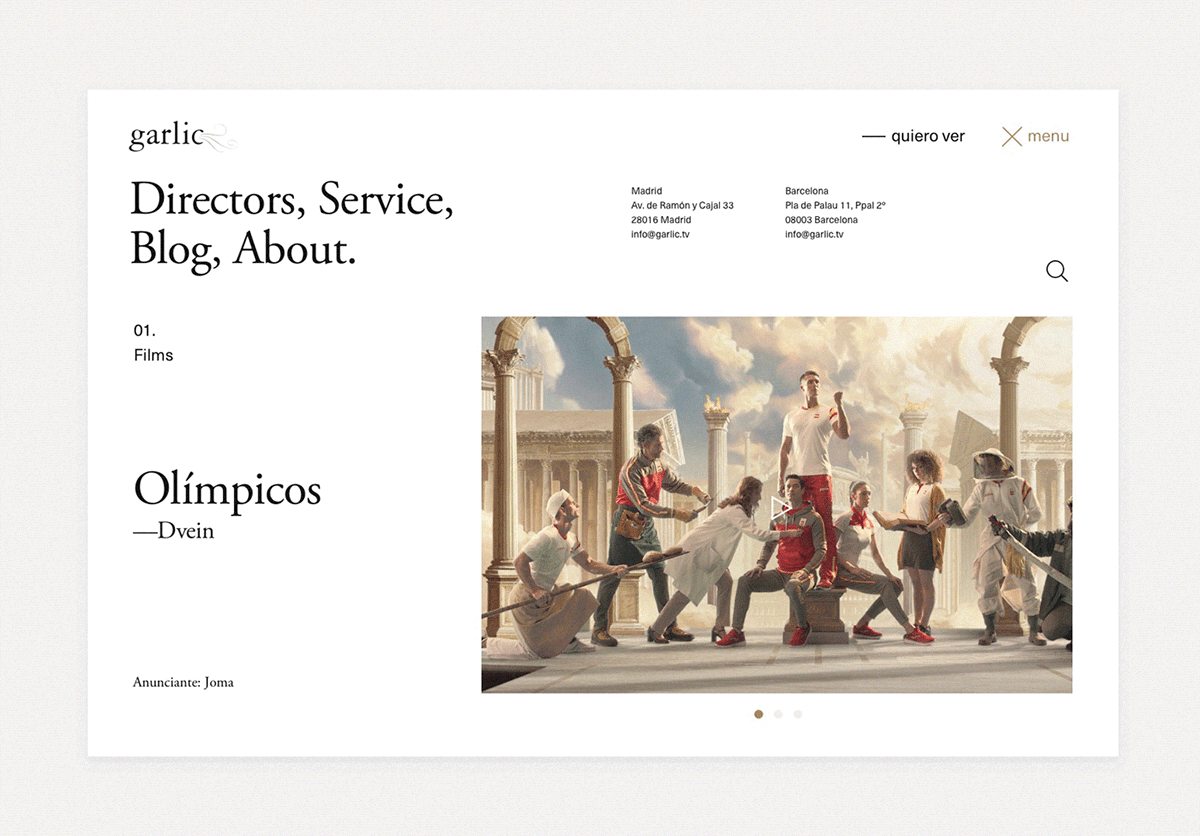 garlic
quiero ver
menu
Directors, Service,
Blog, About.
Madrid
Av. de Ramón y Cajal 33
28016 Madrid
info@garlic.tv
Barcelona
Pla de Palau 11, Ppal 2º
08003 Barcelona
info@garlic.tv
01.
Films
Olímpicos
—Dvein
Anunciante: Joma